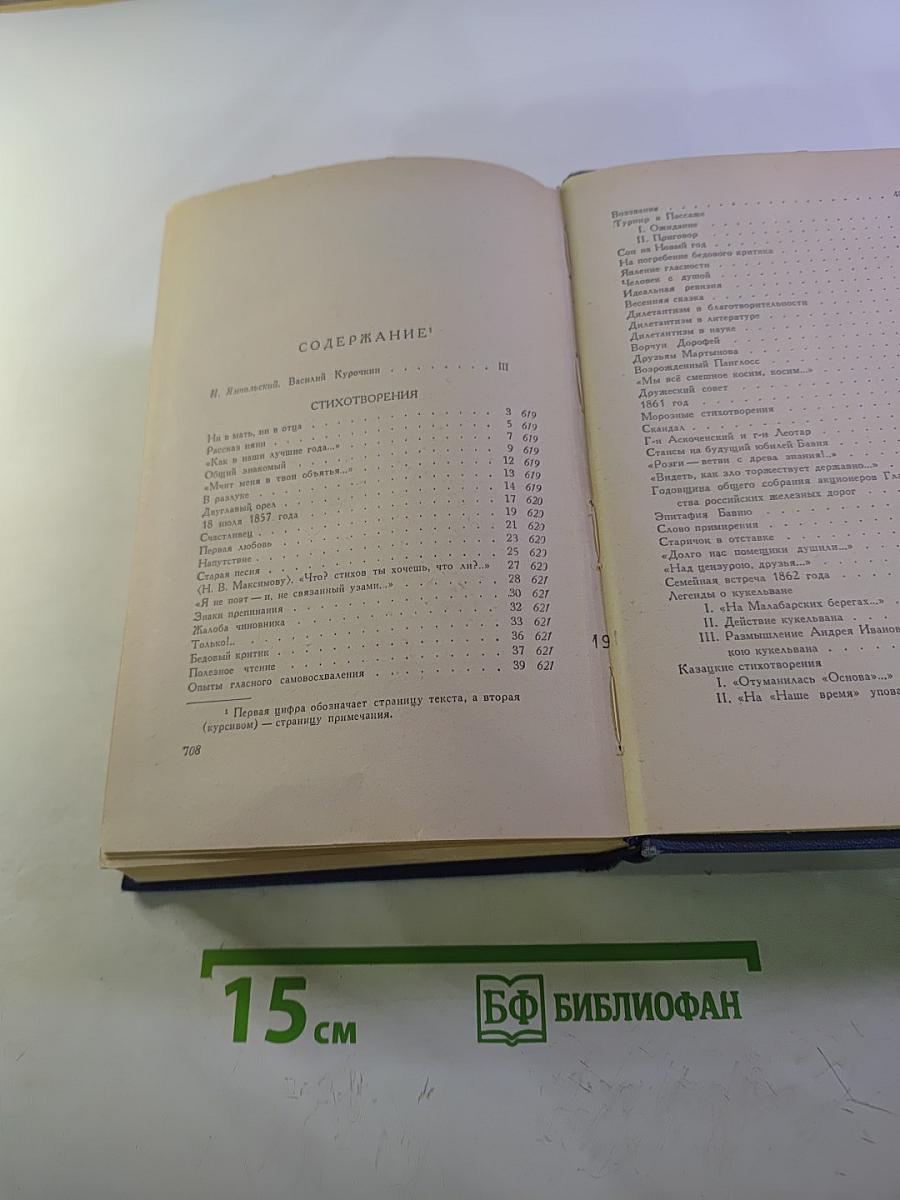 СОДЕРЖАНИЕ¹
И. Ямпольский. Василий Курочкин . . . . . . . . III
СТИХОТВОРЕНИЯ
Ни в мать, ни в отца . . . . . . . . 3 619
Рассказ няни . . . . . . . . 5 619
«Как в наши лучшие года...» . . . . . . . . 7 619
Общий знакомый . . . . . . . . 9 619
«Мчит меня в твои объятья...» . . . . . . . . 12 619
В разлуке . . . . . . . . 13 619
Двуглавый орел . . . . . . . . 14 619
18 июля 1857 года . . . . . . . . 17 620
Счастливец . . . . . . . . 19 620
Первая любовь . . . . . . . . 21 620
Напутствие . . . . . . . . 23 620
Старая песня . . . . . . . . 25 620
〈Н. В. Максимову〉. «Что? стихов ты хочешь, что ли?..» 27 620
«Я не поэт — и, не связанный узами...» . . . . . . . . 28 621
Знаки препинания . . . . . . . . 30 621
Жалоба чиновника . . . . . . . . 32 621
Только!.. . . . . . . . . 33 621
Бедовый критик . . . . . . . . 36 621
Полезное чтение . . . . . . . . 37 621
Опыты гласного самовосхваления . . . . . . . . 39 621
¹ Первая цифра обозначает страницу текста, а вторая
(курсивом) — страницу примечания.
708
Воззвание . . . . . . . .
Турнир в Пассаже
I. Ожидание . . . . . . . .
II. Приговор . . . . . . . .
Сон на Новый год . . . . . . . .
На погребение бедового критика . . . . . . . .
Явление гласности . . . . . . . .
Человек с душой . . . . . . . .
Идеальная ревизия . . . . . . . .
Весенняя сказка . . . . . . . .
Дилетантизм в благотворительности . . . . . . . .
Дилетантизм в литературе . . . . . . . .
Дилетантизм в науке . . . . . . . .
Ворчун Дорофей . . . . . . . .
Друзьям Мартынова . . . . . . . .
Возрожденный Панглосс . . . . . . . .
«Мы всё смешное косим, косим...» . . . . . . . .
Дружеский совет . . . . . . . .
1861 год . . . . . . . .
Морозные стихотворения . . . . . . . .
Скандал . . . . . . . .
Г-н Аскоченский и г-н Леотар . . . . . . . .
Стансы на будущий юбилей Бавия . . . . . . . .
«Розги — ветви с древа знания!..» . . . . . . . .
«Видеть, как зло торжествует державно...» . . . .
Годовщина общего собрания акционеров Гла
ства российских железных дорог . . . .
Эпитафия Бавию . . . . . . . .
Слово примирения . . . . . . . .
Старичок в отставке . . . . . . . .
«Долго нас помещики душили...» . . . . . . . .
«Над цензурою, друзья...» . . . . . . . .
Семейная встреча 1862 года . . . . . . . .
Легенды о кукельване
I. «На Малабарских берегах...» . . . .
II. Действие кукельвана . . . .
III. Размышление Андрея Иванов
кою кукельвана . . . .
Казацкие стихотворения
I. «Отуманилась «Основа»...»
II. «На «Наше время» упова
19
15 см
БФ БИБЛИОФАН